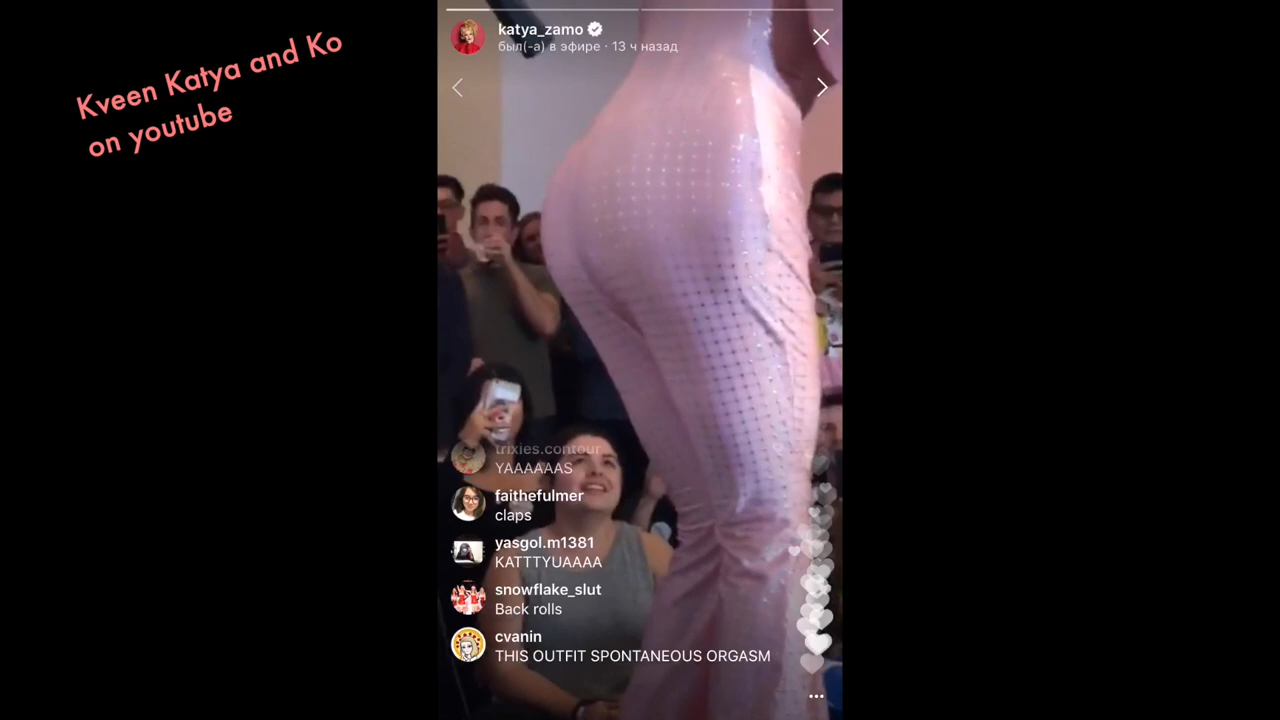 Kveen Katya and Ko
on youtube
katya_zamo
был(-а) в эфире · 13 ч назад
trixies.contour
YAAAAAAS
faithefulmer
claps
yasgol.m1381
KATTTYUAAAA
snowflake_slut
Back rolls
cvanin
THIS OUTFIT SPONTANEOUS ORGASM